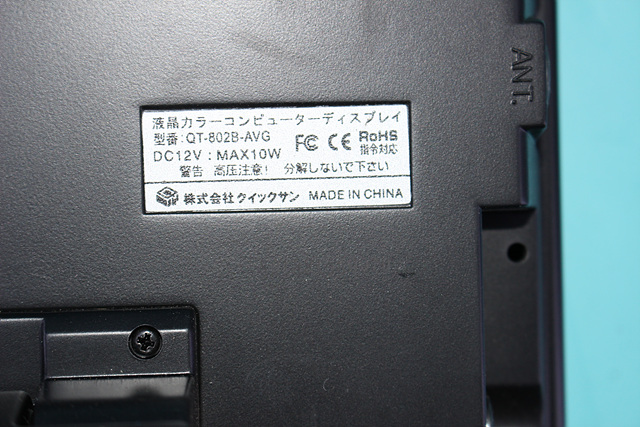 ANT.
液晶カラーコンピューターディスプレイ
型番:QT-802B-AVG
DC12V : MAX10W
FC CE RoHS
指令対応
警告 高圧注意! 分解しないで下さい
株式会社クイックサン MADE IN CHINA